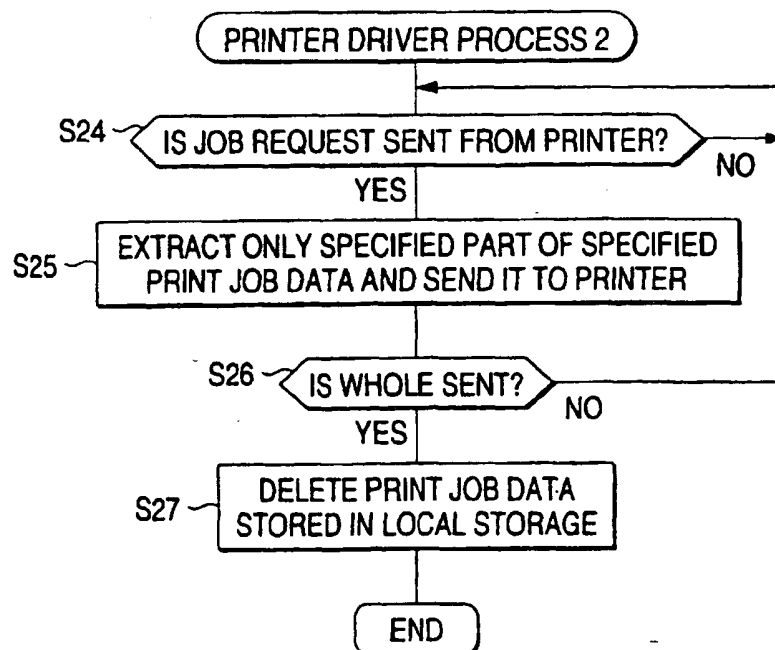 PRINTER DRIVER PROCESS 2
S24
IS JOB REQUEST SENT FROM PRINTER?
NO
YES
S25
EXTRACT ONLY SPECIFIED PART OF SPECIFIED
PRINT JOB DATA AND SEND IT TO PRINTER
S26
IS WHOLE SENT?
NO
YES
S27
DELETE PRINT JOB DATA
STORED IN LOCAL STORAGE
END